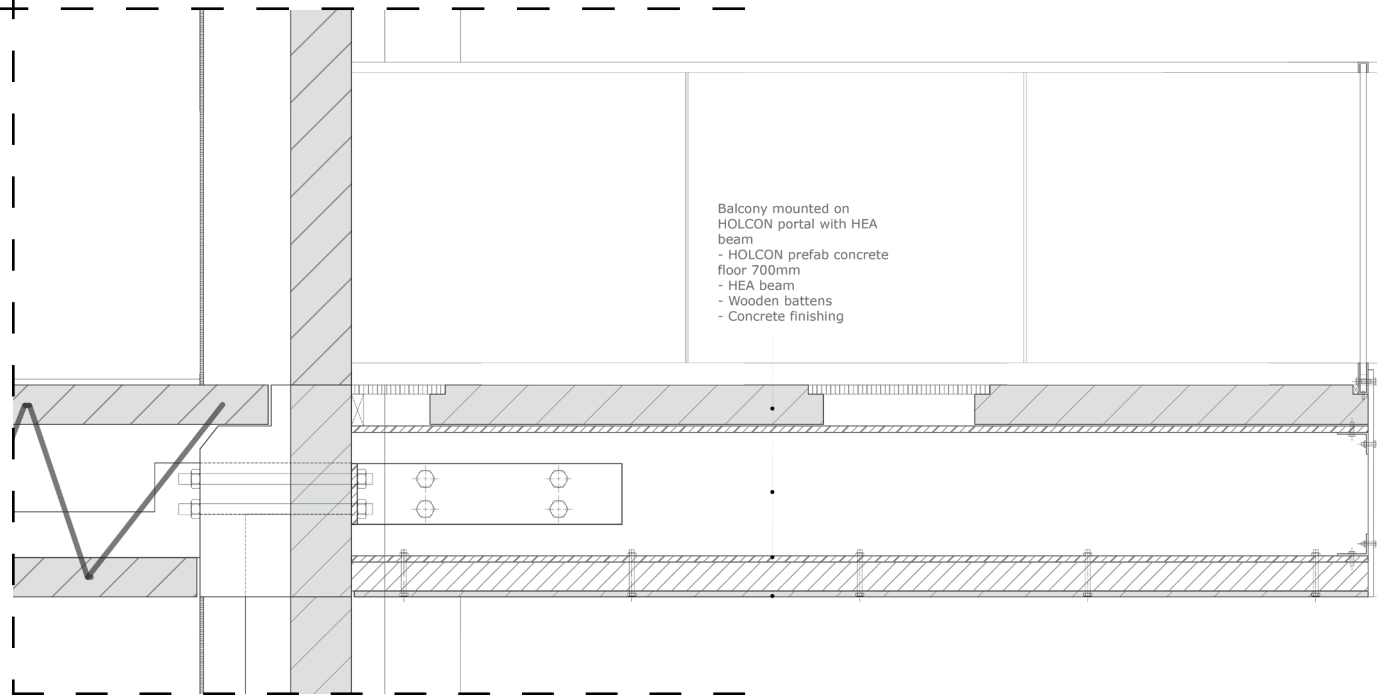 Balcony mounted on
HOLCON portal with HEA
beam
- HOLCON prefab concrete
floor 700mm
- HEA beam
- Wooden battens
- Concrete finishing